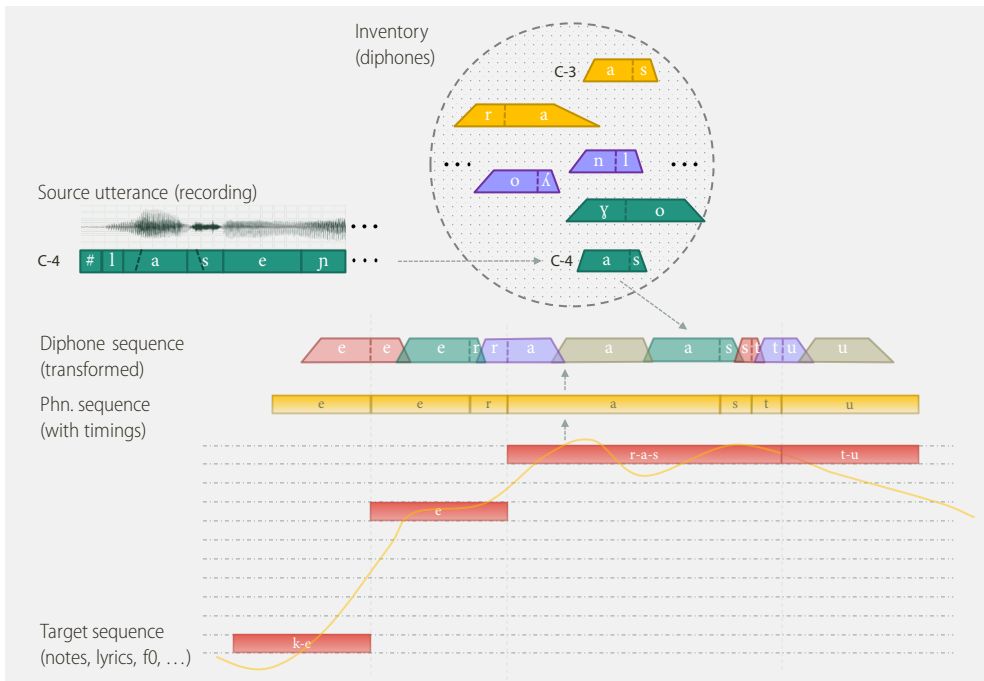 Inventory
(diphones)
C-3 a s
r a
... n l ...
o ʎ
Source utterance (recording)
ɣ o
...
C-4 # l a s e ɲ ...
C-4 a s
Diphone sequence
(transformed)
e e e r r a a a s s t t u u
Phn. sequence
(with timings)
e e r a s t u
r-a-s t-u
e
Target sequence
(notes, lyrics, f0, …)
k-e